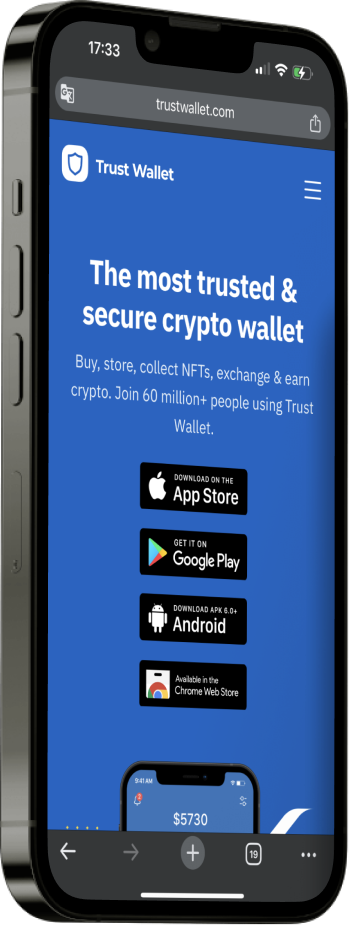 17:33
trustwallet.com
Trust Wallet
The most trusted &
secure crypto wallet
Buy, store, collect NFTs, exchange & earn
crypto. Join 60 million+ people using Trust
Wallet.
DOWNLOAD ON THE
App Store
GET IT ON
Google Play
DOWNLOAD APK 6.0+
Android
Available in the
Chrome Web Store
9:41 AM
$5730
19